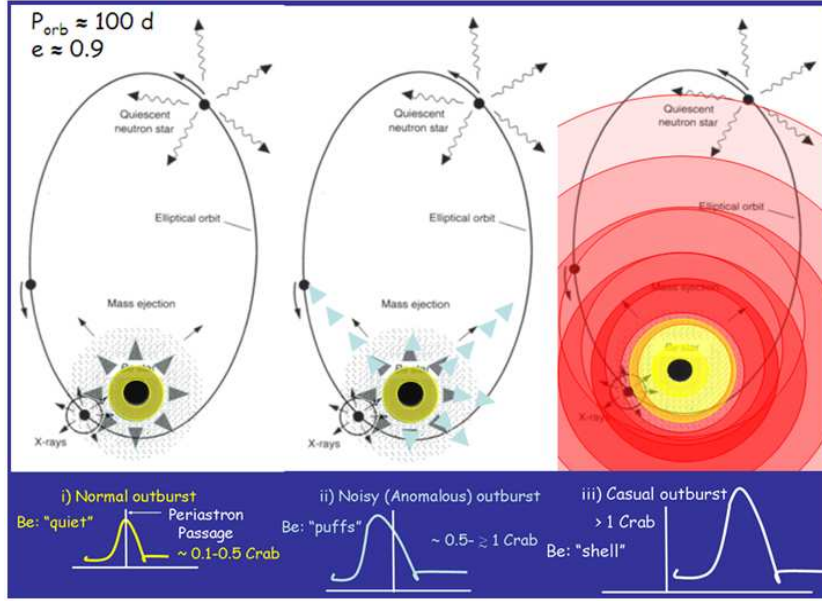 P_orb ≈ 100 d
e ≈ 0.9
Quiescent
neutron star
Elliptical orbit
Mass ejection
X-rays
Quiescent
neutron star
Elliptical orbit
Mass ejection
X-rays
Quiescent
neutron star
Elliptical orbit
Mass ejection
X-rays
i) Normal outburst
Be: “quiet”
Periastron
Passage
~ 0.1-0.5 Crab
ii) Noisy (Anomalous) outburst
Be: “puffs”
~ 0.5- ≳ 1 Crab
iii) Casual outburst
> 1 Crab
Be: “shell”